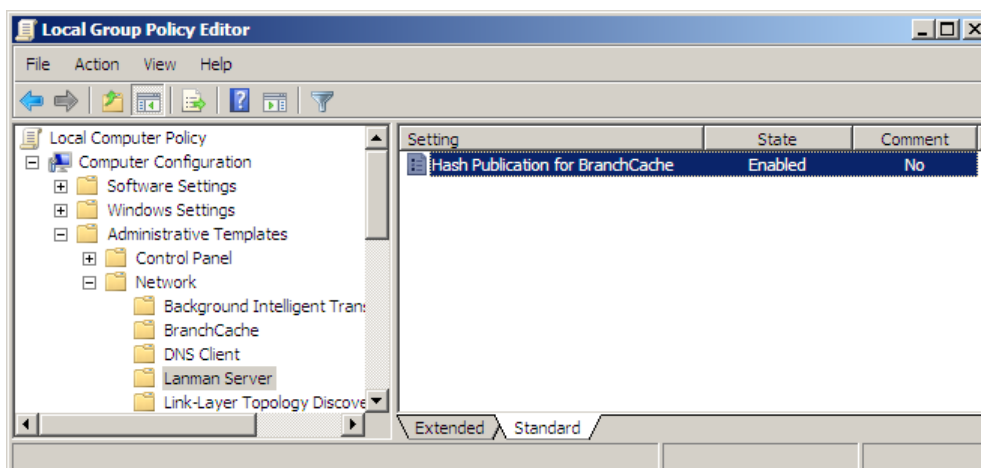 Local Group Policy Editor
File Action View Help
Local Computer Policy
Computer Configuration
Software Settings
Windows Settings
Administrative Templates
Control Panel
Network
Background Intelligent Tran
BranchCache
DNS Client
Lanman Server
Link-Layer Topology Discove
Setting State Comment
Hash Publication for BranchCache Enabled No
Extended Standard